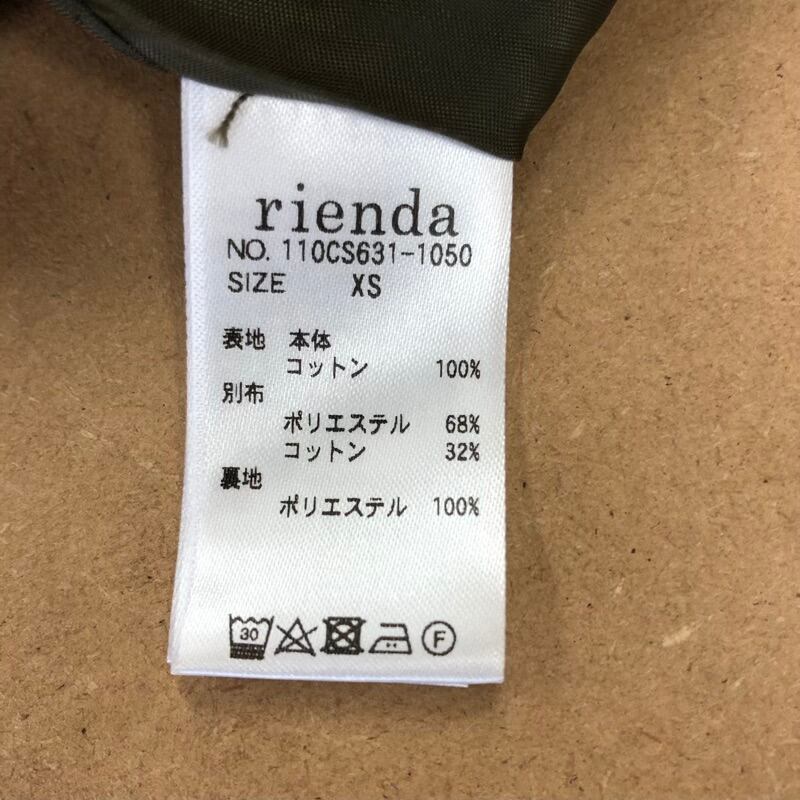 rienda
NO. 110CS631-1050
SIZE XS
表地 本体
コットン 100%
別布
ポリエステル 68%
コットン 32%
裏地
ポリエステル 100%
30 F